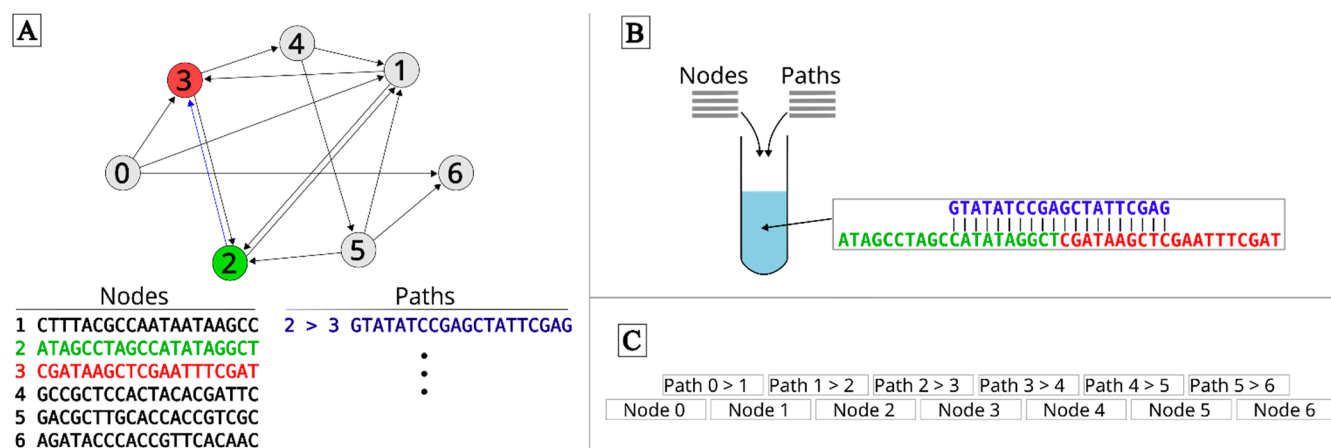 A
4
1
3
0
6
5
2
Nodes
1 CTTTACGCCAATAATAAGCC
2 ATAGCCTAGCCATATAGGCT
3 CGATAAGCTCGAATTTCGAT
4 GCCGCTCCACTACACGATTC
5 GACGCTTGCACCACCGTCGC
6 AGATACCCACCGTTCACAAC
Paths
2 > 3 GTATATCCGAGCTATTCGAG
B
Nodes Paths
GTATATCCGAGCTATTCGAG
ATAGCCTAGCCATATAGGCTCGATAAGCTCGAATTTCGAT
C
Path 0 > 1 Path 1 > 2 Path 2 > 3 Path 3 > 4 Path 4 > 5 Path 5 > 6
Node 0 Node 1 Node 2 Node 3 Node 4 Node 5 Node 6